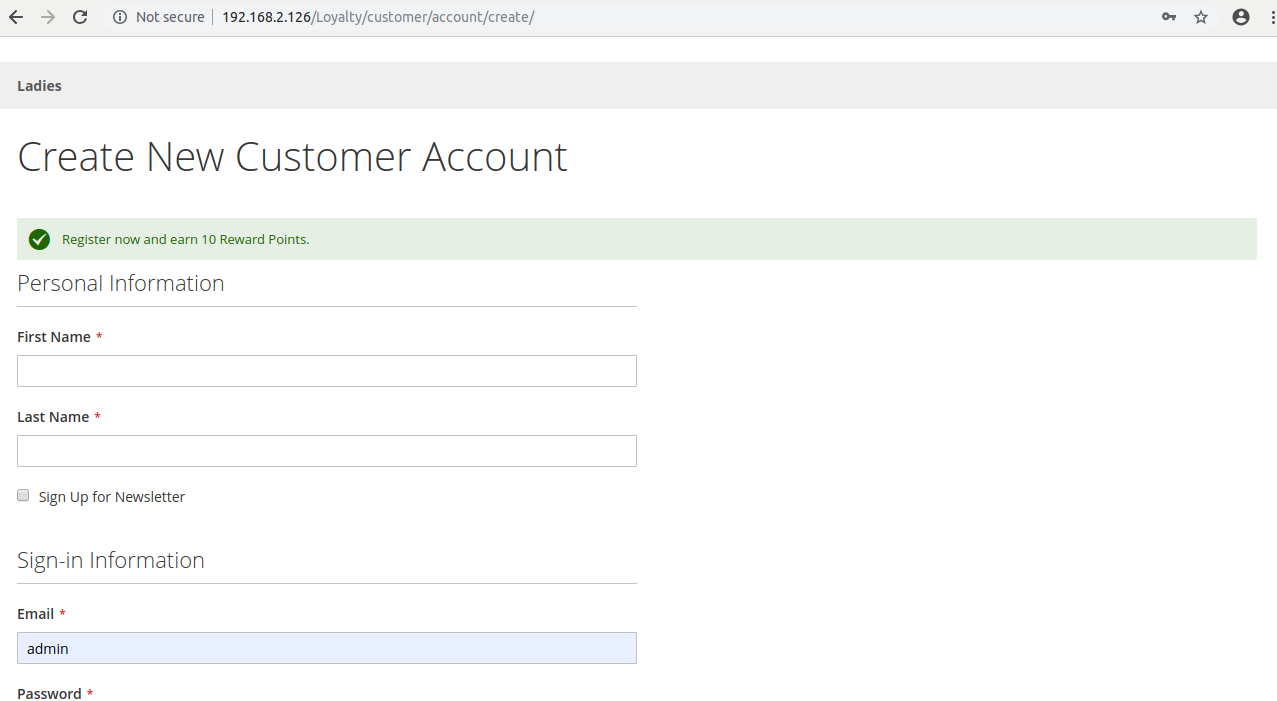 Not secure 192.168.2.126/Loyalty/customer/account/create/
Ladies
Create New Customer Account
Register now and earn 10 Reward Points.
Personal Information
First Name *
Last Name *
Sign Up for Newsletter
Sign-in Information
Email *
admin
Password *